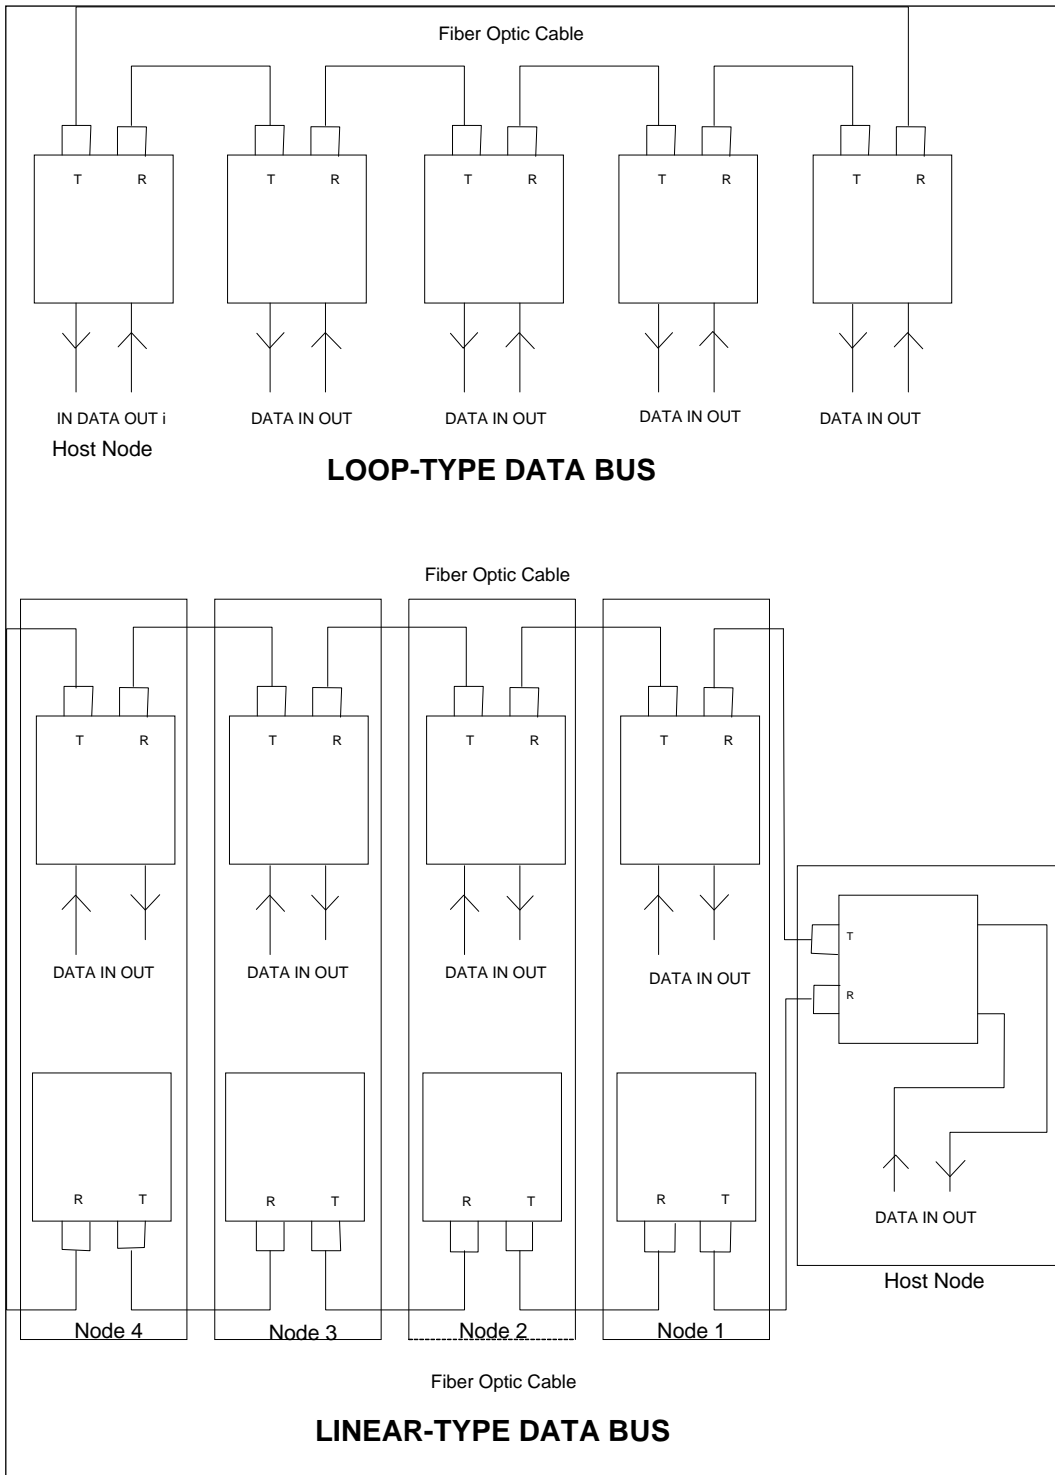 Fiber Optic Cable
T R T R T R T R T R
IN DATA OUT i DATA IN OUT DATA IN OUT DATA IN OUT DATA IN OUT
Host Node
LOOP-TYPE DATA BUS
Fiber Optic Cable
T R T R T R T R
T
DATA IN OUT DATA IN OUT DATA IN OUT DATA IN OUT
R
R T R T R T R T
DATA IN OUT
Host Node
Node 4 Node 3 Node 2 Node 1
Fiber Optic Cable
LINEAR-TYPE DATA BUS